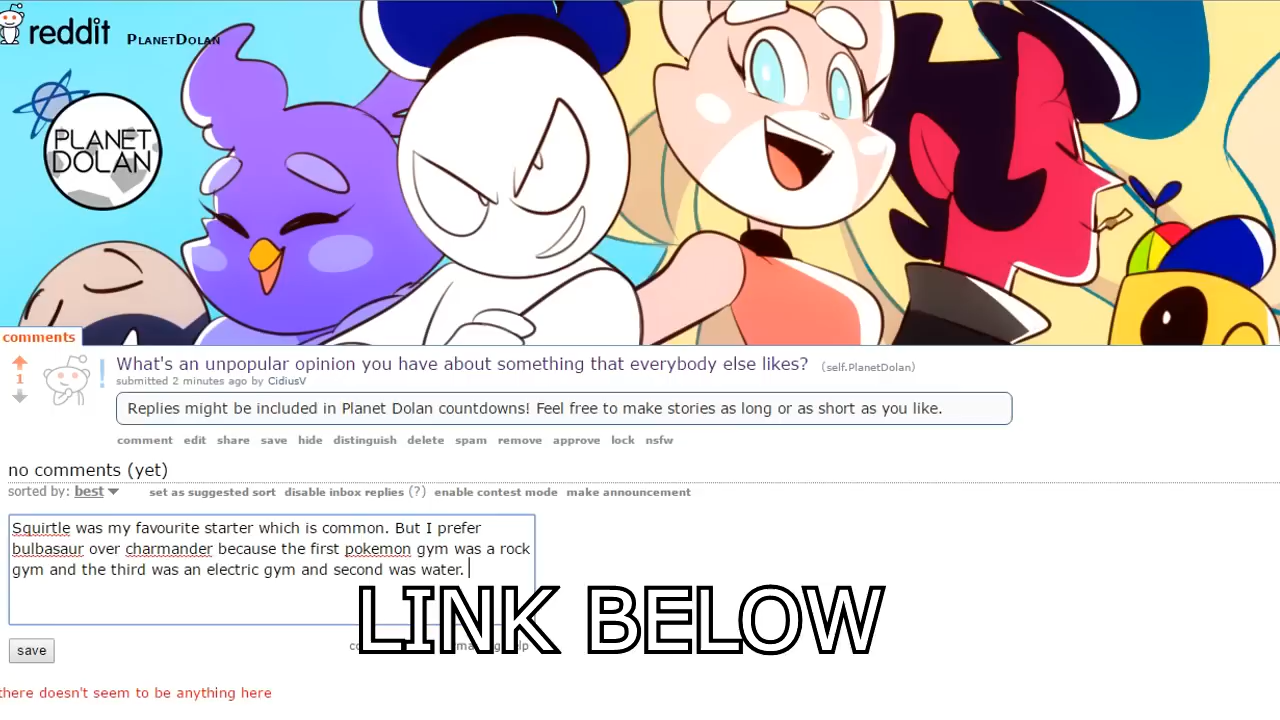 reddit PLANETDOLAN
PLANET
DOLAN
comments
1
What's an unpopular opinion you have about something that everybody else likes? (self.PlanetDolan)
submitted 2 minutes ago by CidiusV
Replies might be included in Planet Dolan countdowns! Feel free to make stories as long or as short as you like.
comment edit share save hide distinguish delete spam remove approve lock nsfw
no comments (yet)
sorted by: best set as suggested sort disable inbox replies (?) enable contest mode make announcement
Squirtle was my favourite starter which is common. But I prefer
bulbasaur over charmander because the first pokemon gym was a rock
gym and the third was an electric gym and second was water.
LINK BELOW
save
there doesn't seem to be anything here